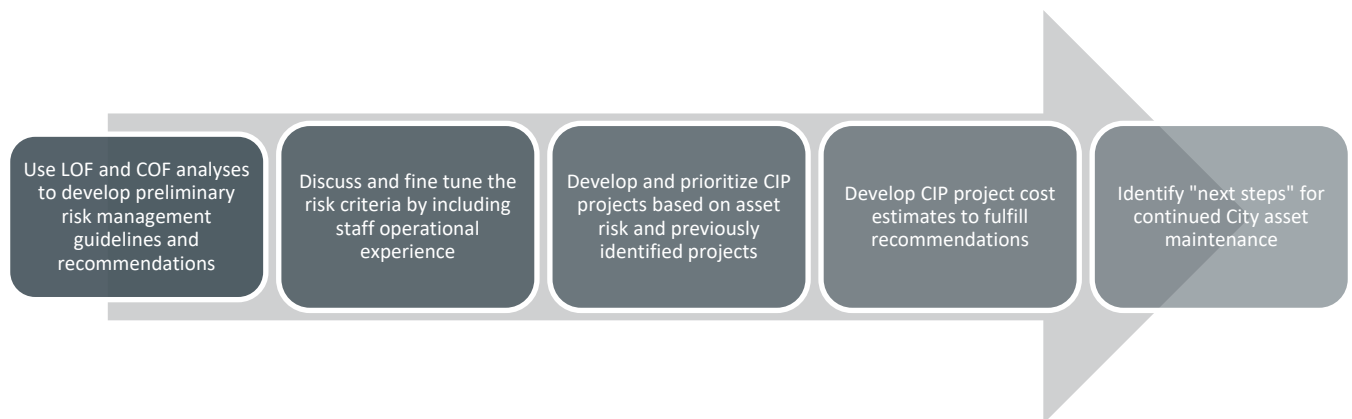 Use LOF and COF analyses
to develop preliminary
risk management
guidelines and
recommendations
Discuss and fine tune the
risk criteria by including
staff operational
experience
Develop and prioritize CIP
projects based on asset
risk and previously
identified projects
Develop CIP project cost
estimates to fulfill
recommendations
Identify "next steps" for
continued City asset
maintenance